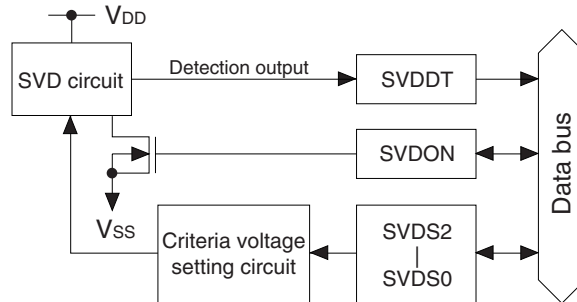 VDD
SVD circuit
Detection output
SVDDT
SVDON
Data bus
VSS
Criteria voltage
setting circuit
SVDS2
|
SVDS0